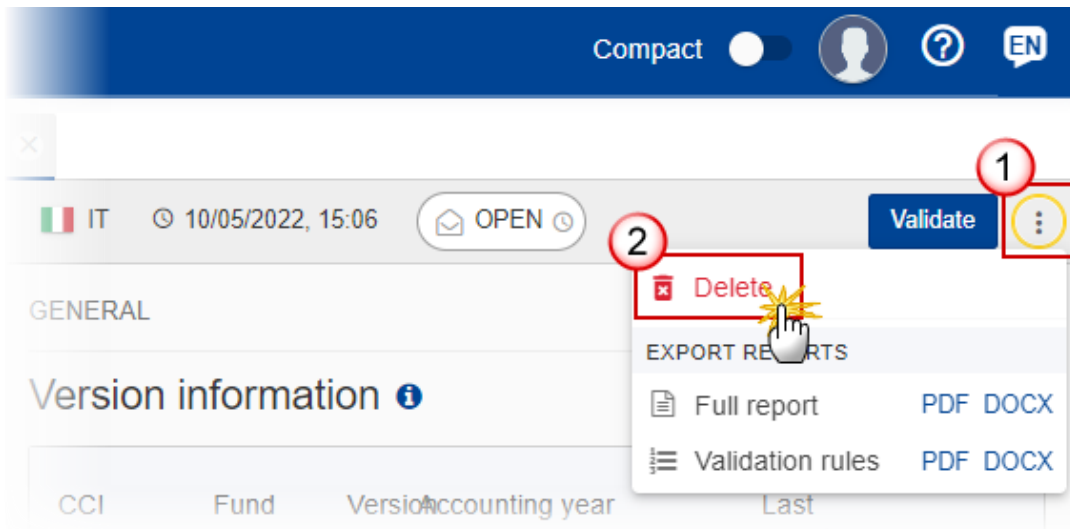 Compact EN
IT 10/05/2022, 15:06 OPEN Validate
1
2
Delete
GENERAL
EXPORT REPORTS
Version information
Full report PDF DOCX
Validation rules PDF DOCX
CCI Fund Version Accounting year Last